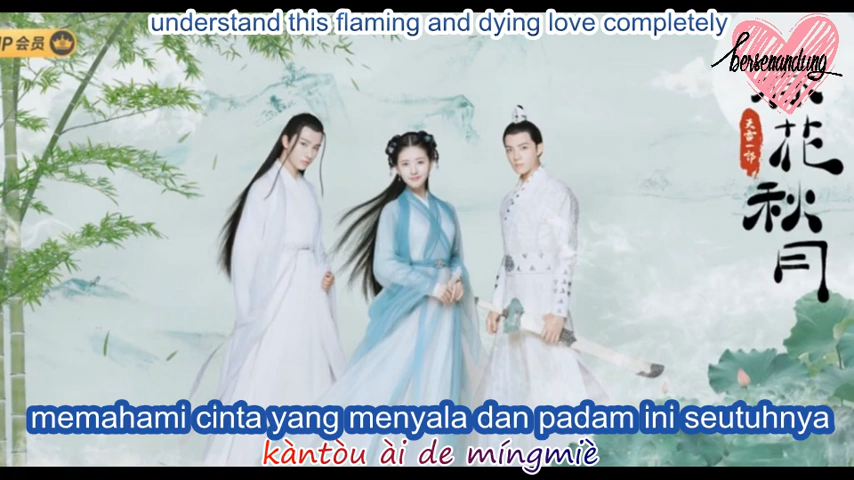 understand this flaming and dying love completely
VIP 会员
bersenandung
花
秋
月
天雷一部
memahami cinta yang menyala dan padam ini seutuhnya
kàntòu ài de míngmiè